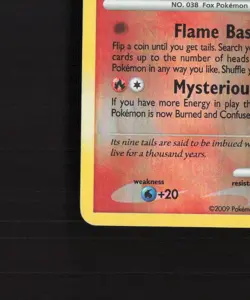 NO. 038 Fox Pokémon
Flame Bas
Flip a coin until you get tails. Search y
cards up to the number of heads
Pokémon in any way you like. Shuffle y
Mysteriou
If you have more Energy in play th
Pokémon is now Burned and Confuse
Its nine tails are said to be imbued w
live for a thousand years.
weakness
+20
resis
©2009 Pokém